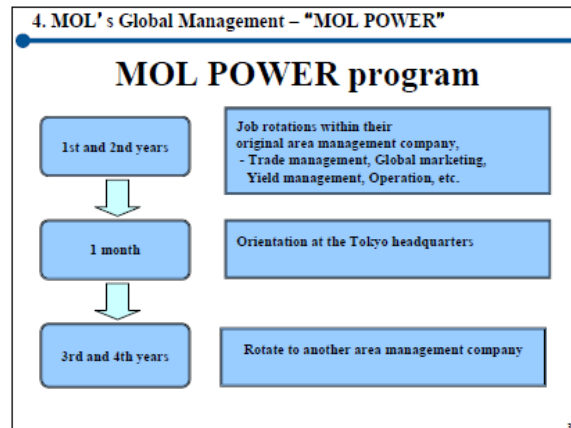 4. MOL's Global Management – “MOL POWER”
MOL POWER program
1st and 2nd years
Job rotations within their
original area management company,
- Trade management, Global marketing,
Yield management, Operation, etc.
1 month
Orientation at the Tokyo headquarters
3rd and 4th years
Rotate to another area management company